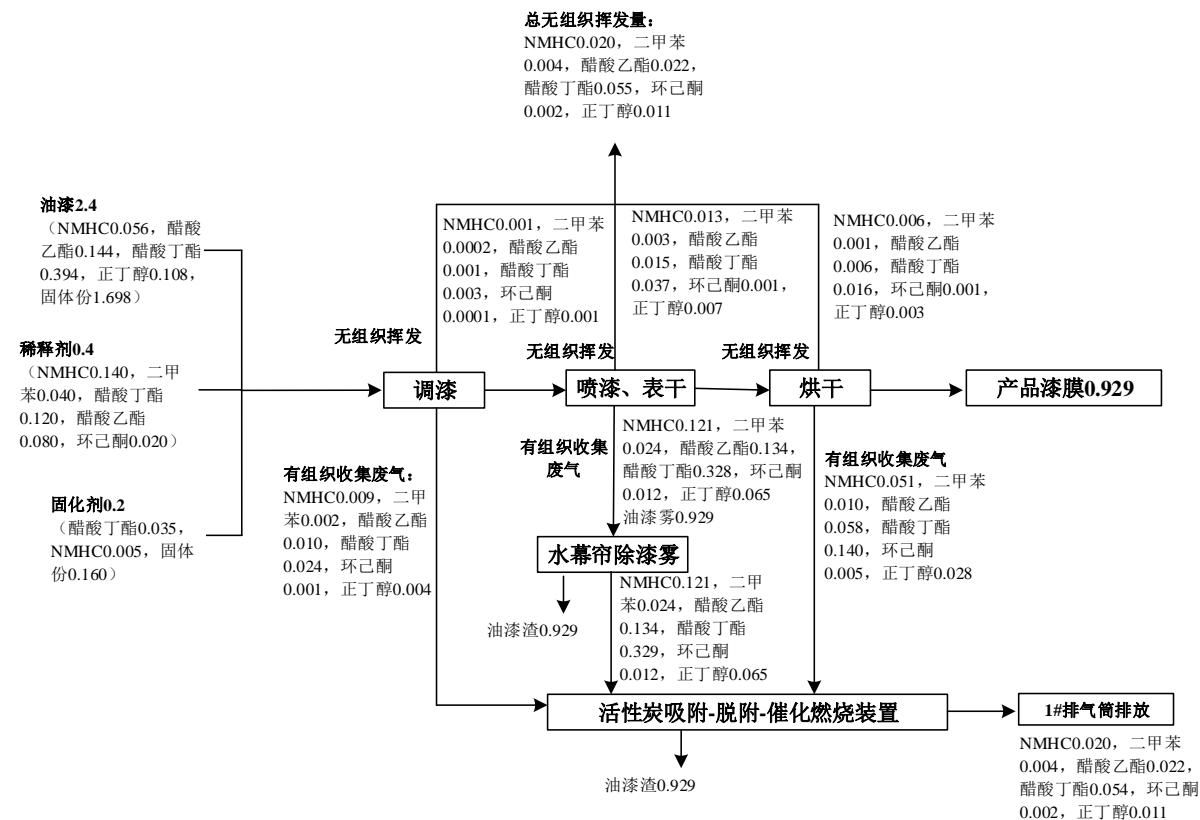 总无组织挥发量：
NMHC0.020，二甲苯
0.004，醋酸乙酯0.022，
醋酸丁酯0.055，环己酮
0.002，正丁醇0.011
油漆2.4
（NMHC0.056，醋酸
乙酯0.144，醋酸丁酯
0.394，正丁醇0.108，
固体份1.698）
稀释剂0.4
（NMHC0.140，二甲
苯0.040，醋酸丁酯
0.120，醋酸乙酯
0.080，环己酮0.020）
固化剂0.2
（醋酸丁酯0.035，
NMHC0.005，固体
份0.160）
无组织挥发
NMHC0.001，二甲苯
0.0002，醋酸乙酯
0.001，醋酸丁酯
0.003，环己酮
0.0001，正丁醇0.001
无组织挥发
NMHC0.013，二甲苯
0.003，醋酸乙酯
0.015，醋酸丁酯
0.037，环己酮0.001，
正丁醇0.007
无组织挥发
NMHC0.006，二甲苯
0.001，醋酸乙酯
0.006，醋酸丁酯
0.016，环己酮0.001，
正丁醇0.003
调漆
喷漆、表干
烘干
产品漆膜0.929
有组织收集废气：
NMHC0.009，二甲
苯0.002，醋酸乙酯
0.010，醋酸丁酯
0.024，环己酮
0.001，正丁醇0.004
有组织收集
废气
NMHC0.121，二甲苯
0.024，醋酸乙酯0.134，
醋酸丁酯0.328，环己酮
0.012，正丁醇0.065
油漆雾0.929
有组织收集废气
NMHC0.051，二甲苯
0.010，醋酸乙酯
0.058，醋酸丁酯
0.140，环己酮
0.005，正丁醇0.028
水幕帘除漆雾
油漆渣0.929
NMHC0.121，二甲
苯0.024，醋酸乙酯
0.134，醋酸丁酯
0.329，环己酮
0.012，正丁醇0.065
活性炭吸附-脱附-催化燃烧装置
油漆渣0.929
1#排气筒排放
NMHC0.020，二甲苯
0.004，醋酸乙酯0.022，
醋酸丁酯0.054，环己酮
0.002，正丁醇0.011